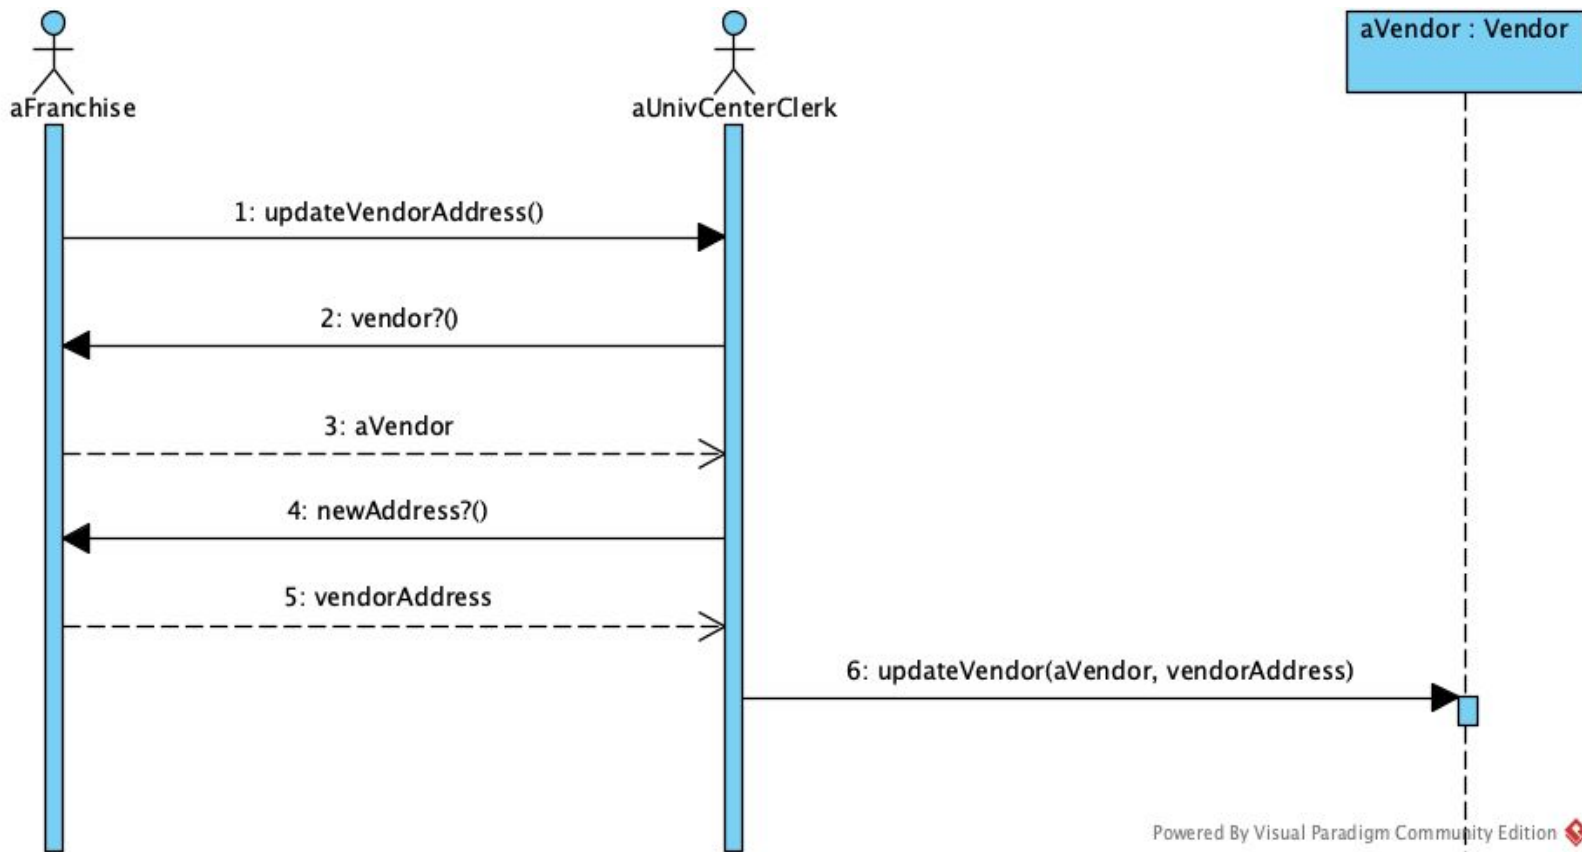 aFranchise
aUnivCenterClerk
aVendor : Vendor
1: updateVendorAddress()
2: vendor?()
3: aVendor
4: newAddress?()
5: vendorAddress
6: updateVendor(aVendor, vendorAddress)
Powered By Visual Paradigm Community Edition